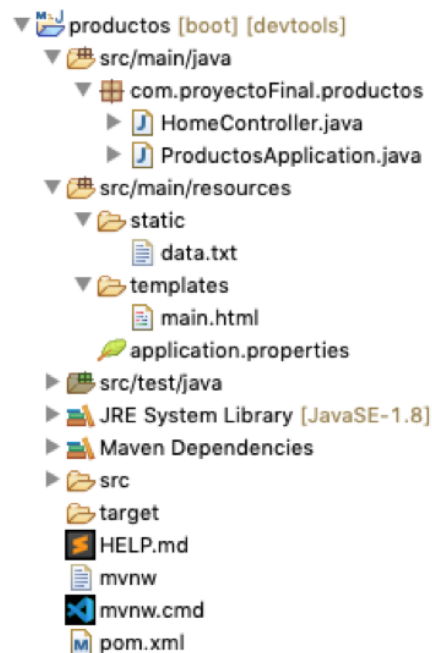 productos [boot] [devtools]
src/main/java
com.proyectoFinal.productos
HomeController.java
ProductosApplication.java
src/main/resources
static
data.txt
templates
main.html
application.properties
src/test/java
JRE System Library [JavaSE-1.8]
Maven Dependencies
src
target
HELP.md
mvnw
mvnw.cmd
pom.xml